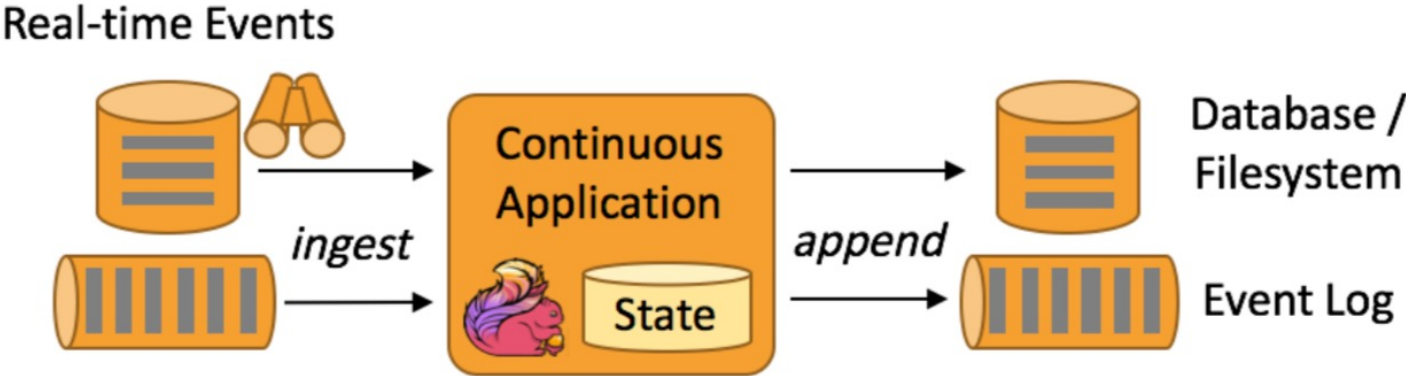 Real-time Events
Continuous
Application
State
ingest
append
Database /
Filesystem
Event Log